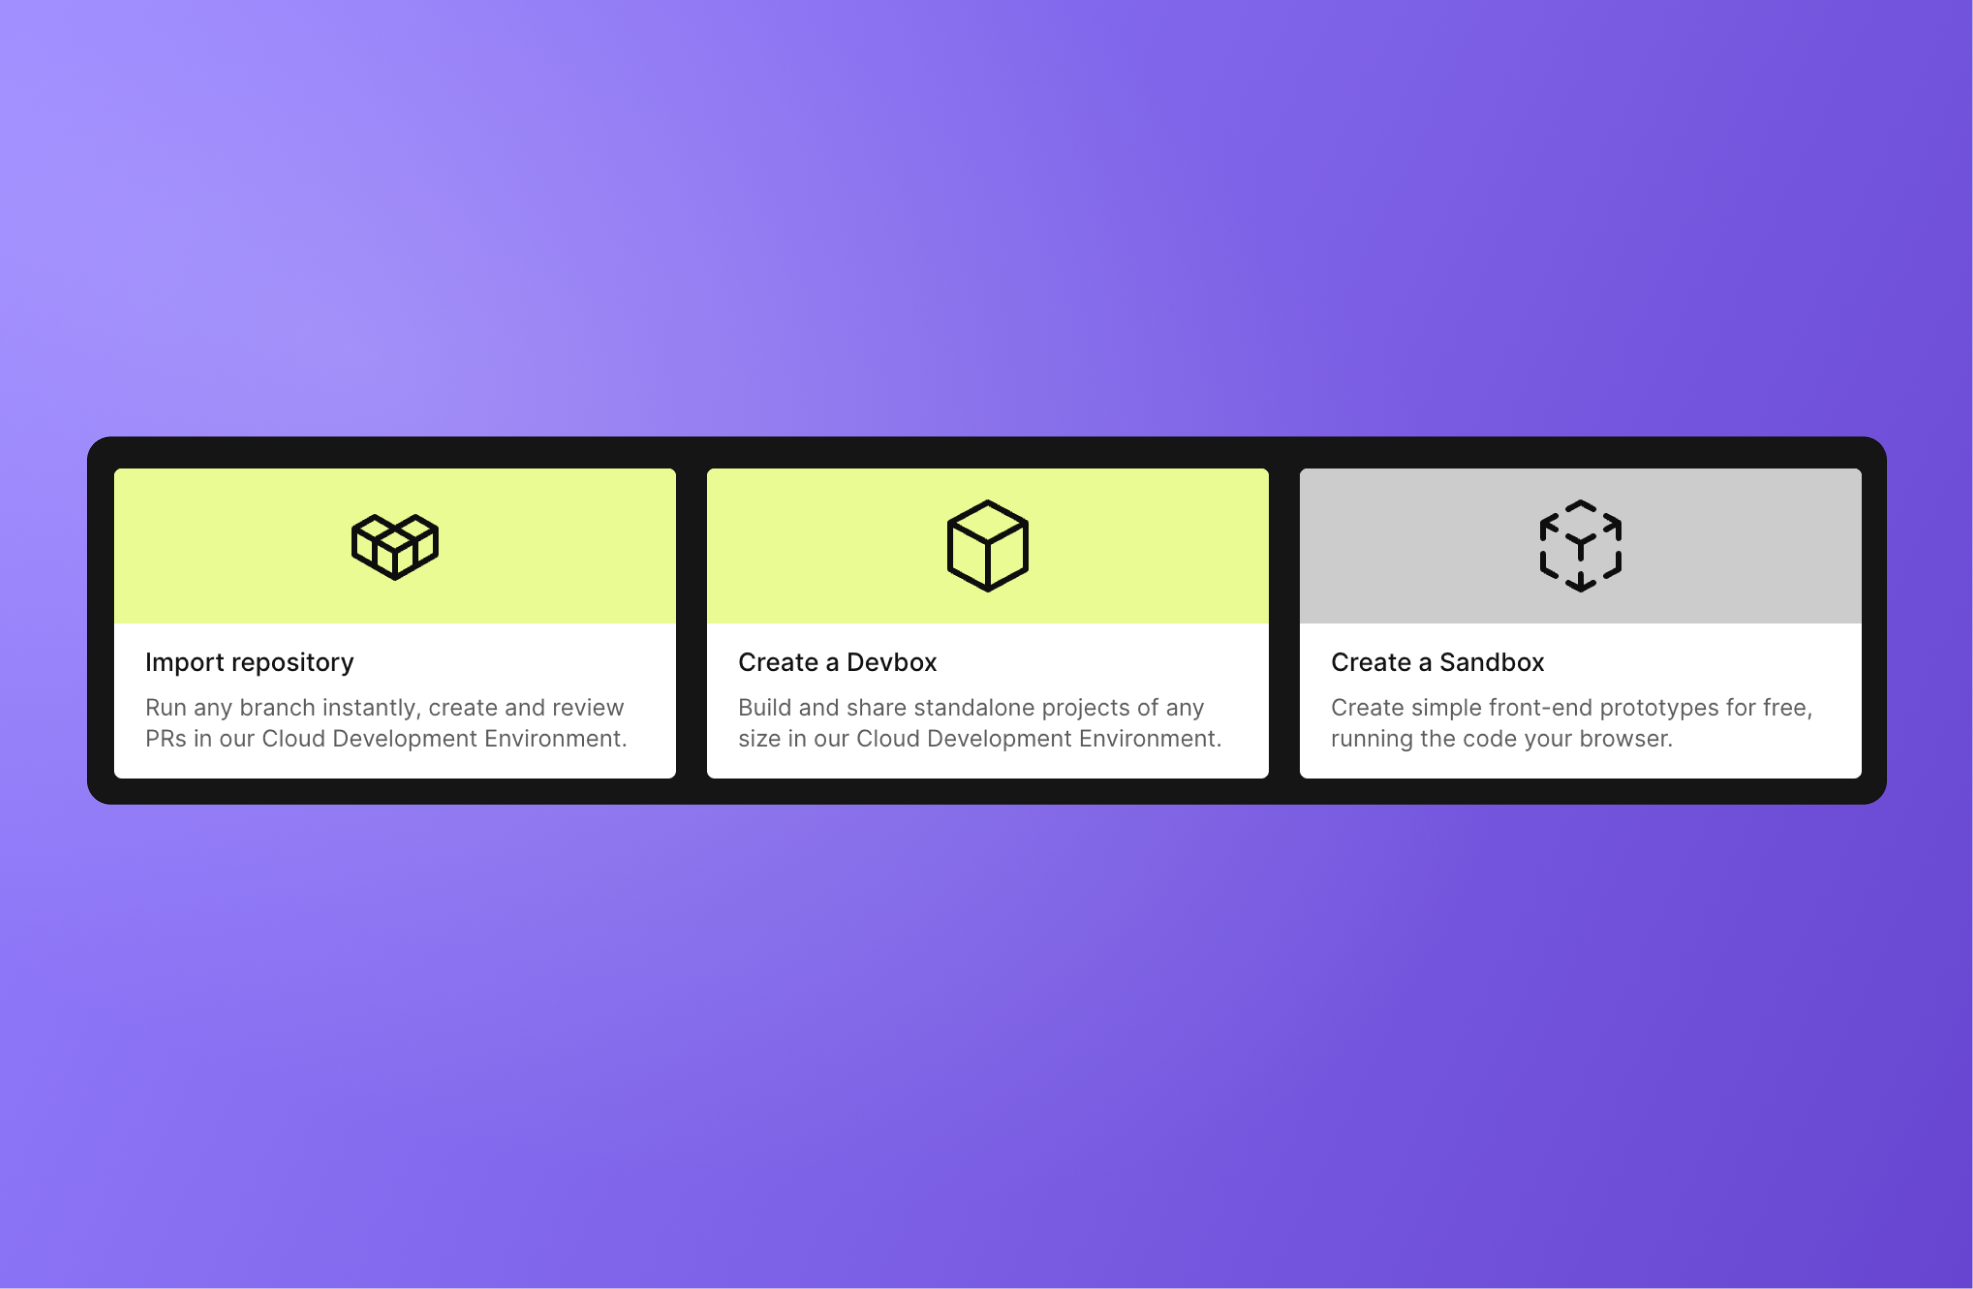 Import repository
Run any branch instantly, create and review
PRs in our Cloud Development Environment.
Create a Devbox
Build and share standalone projects of any
size in our Cloud Development Environment.
Create a Sandbox
Create simple front-end prototypes for free,
running the code your browser.